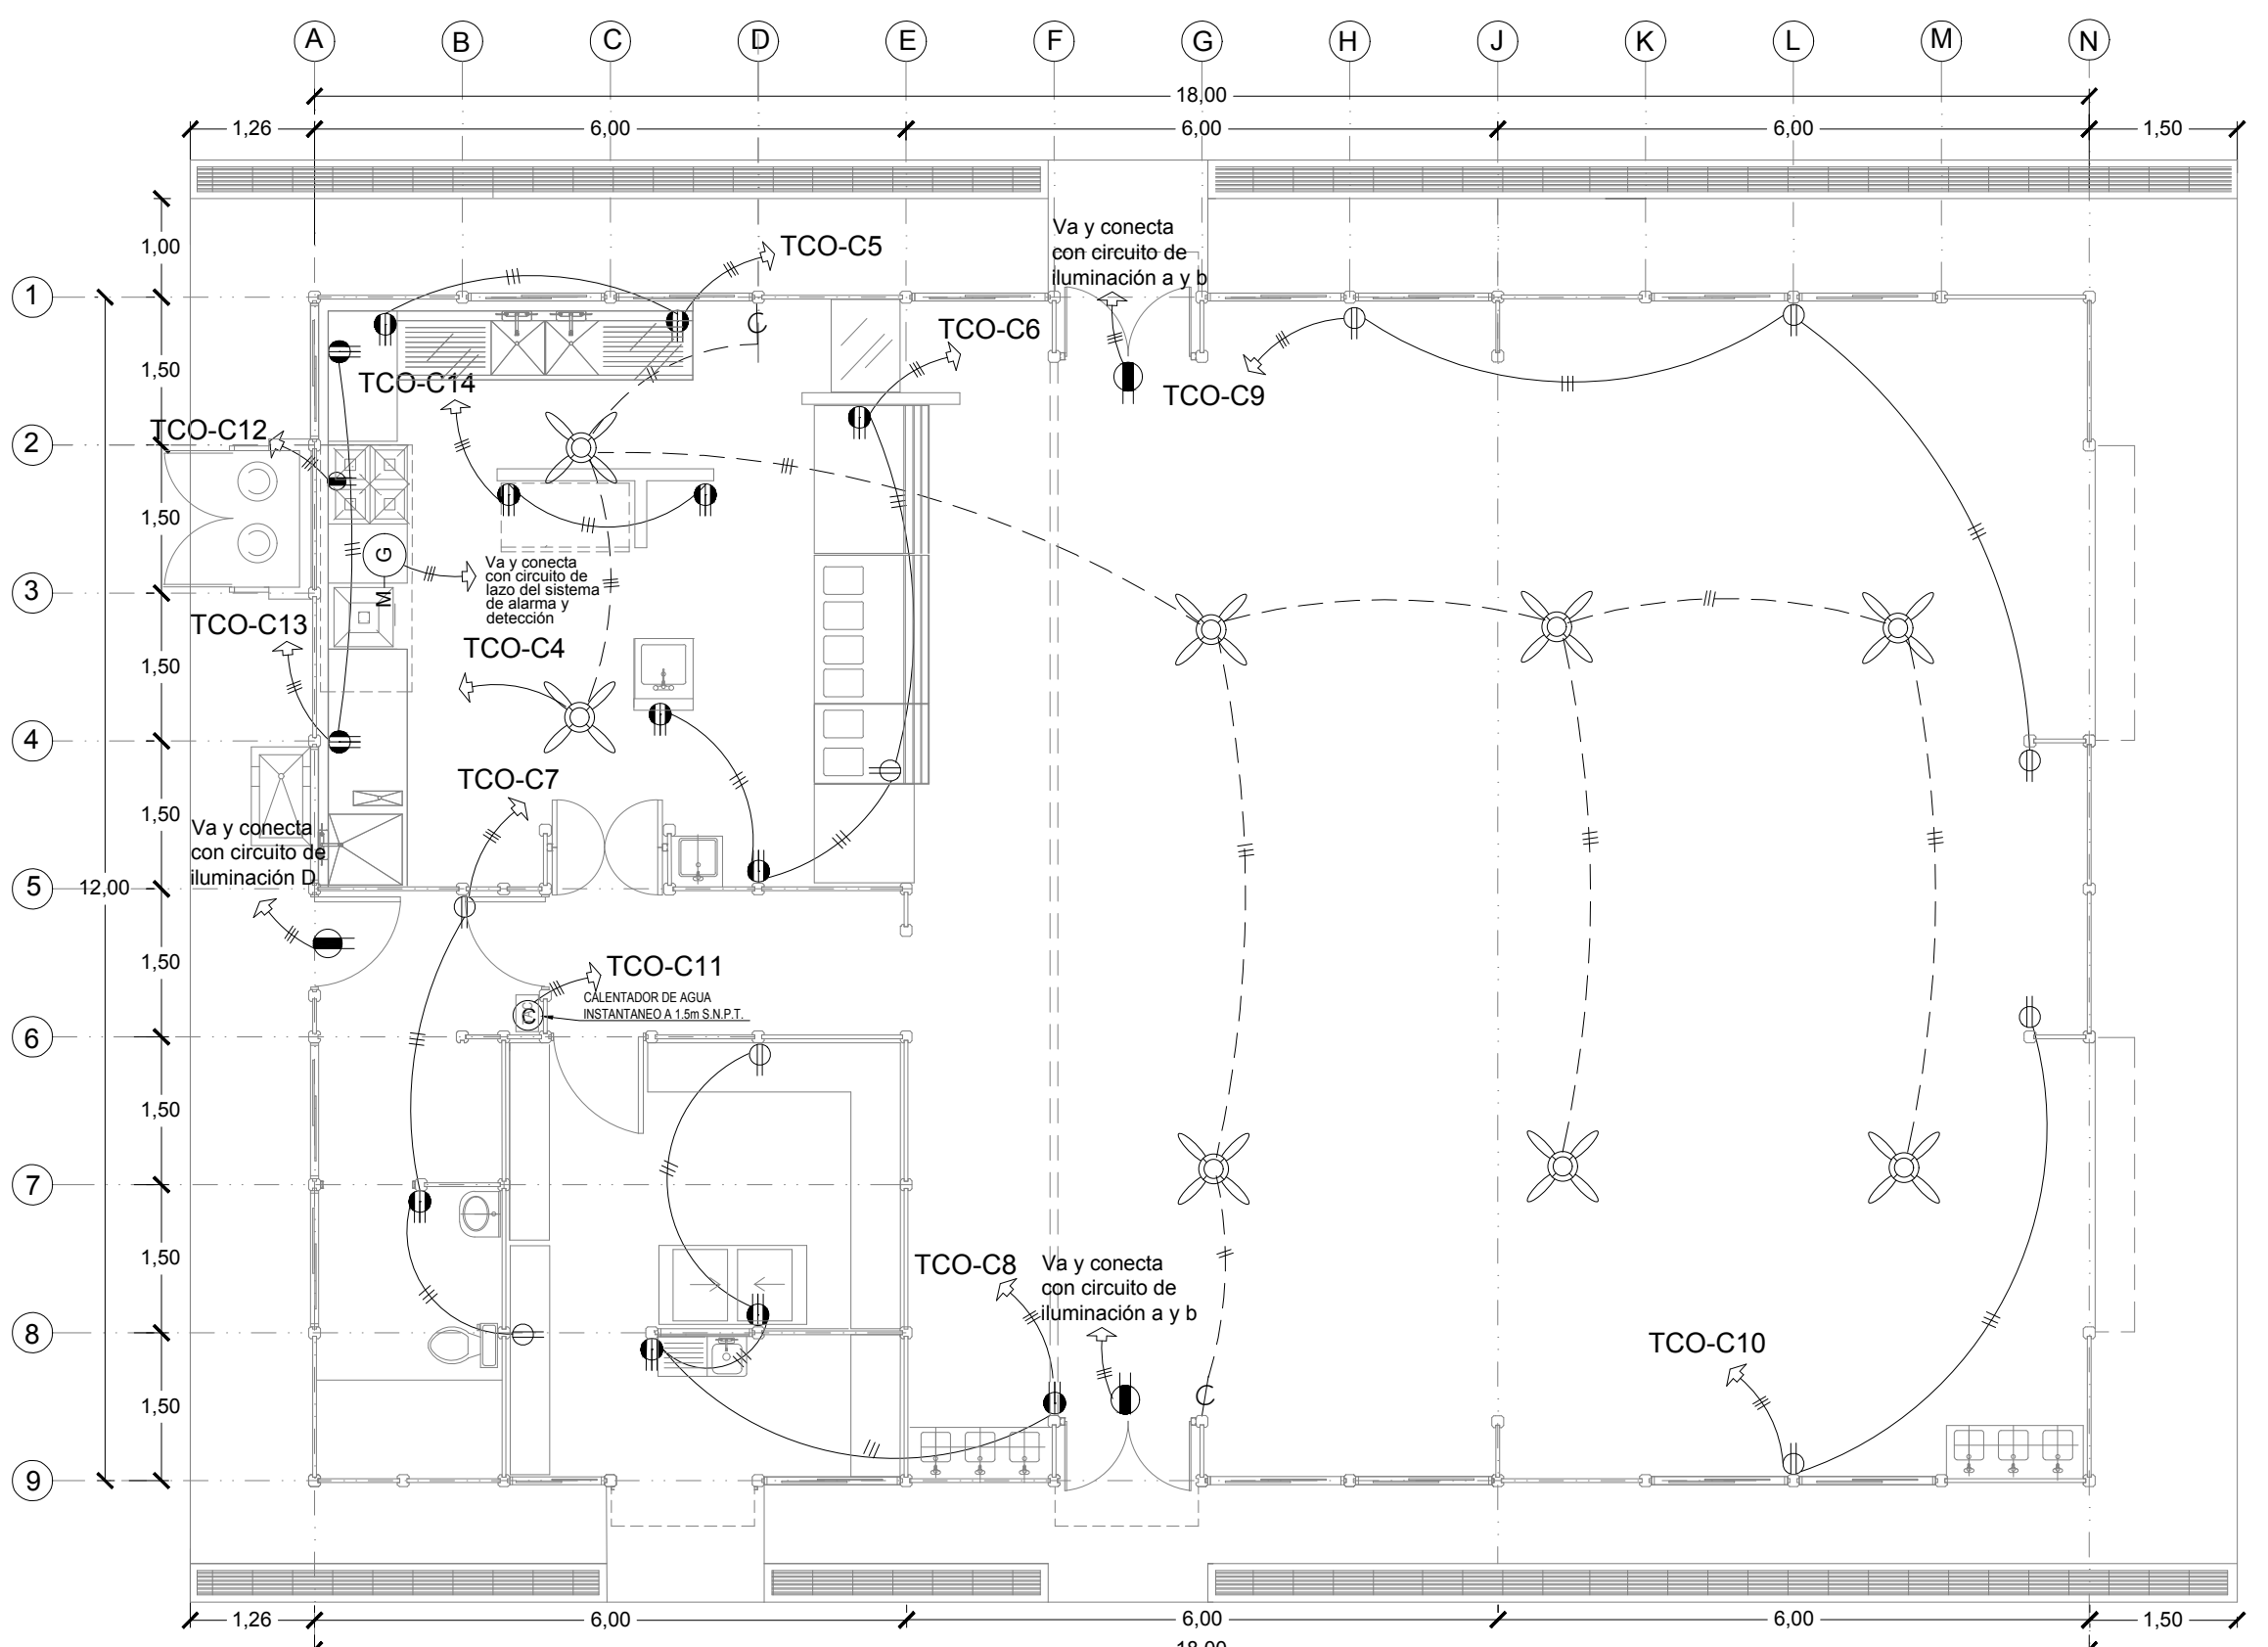 A B C D E F G H J K L M N
18,00
1,26 6,00 6,00 6,00 1,50
1,00
Va y conecta
con circuito de
iluminación a y b
TCO-C5
1
C
TCO-C6
1,50
TCO-C14
TCO-C9
TCO-C12
2
1,50
G
M
Va y conecta
con circuito de
lazo del sistema
de alarma y
detección
3
TCO-C13
TCO-C4
1,50
4
TCO-C7
1,50
Va y conecta
con circuito de
iluminación D
5
12,00
1,50
TCO-C11
CALENTADOR DE AGUA
INSTANTANEO A 1.5m S.N.P.T.
C
6
1,50
7
1,50
TCO-C8
Va y conecta
con circuito de
iluminación a y b
8
TCO-C10
1,50
C
9
1,26 6,00 6,00 6,00 1,50
18,00